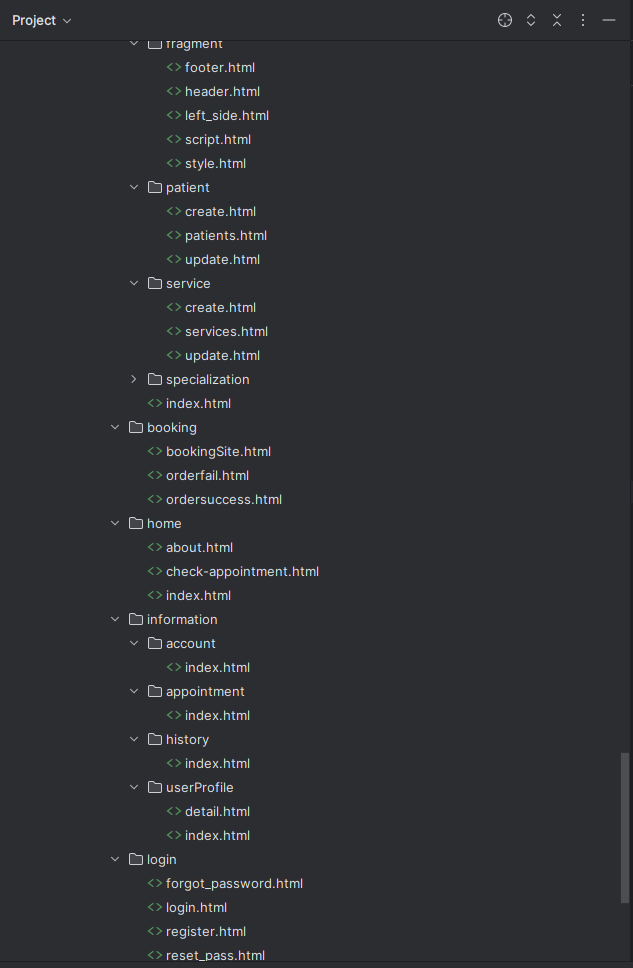 Project
fragment
footer.html
header.html
left_side.html
script.html
style.html
patient
create.html
patients.html
update.html
service
create.html
services.html
update.html
specialization
index.html
booking
bookingSite.html
orderfail.html
ordersuccess.html
home
about.html
check-appointment.html
index.html
information
account
index.html
appointment
index.html
history
index.html
userProfile
detail.html
index.html
login
forgot_password.html
login.html
register.html
reset_pass.html